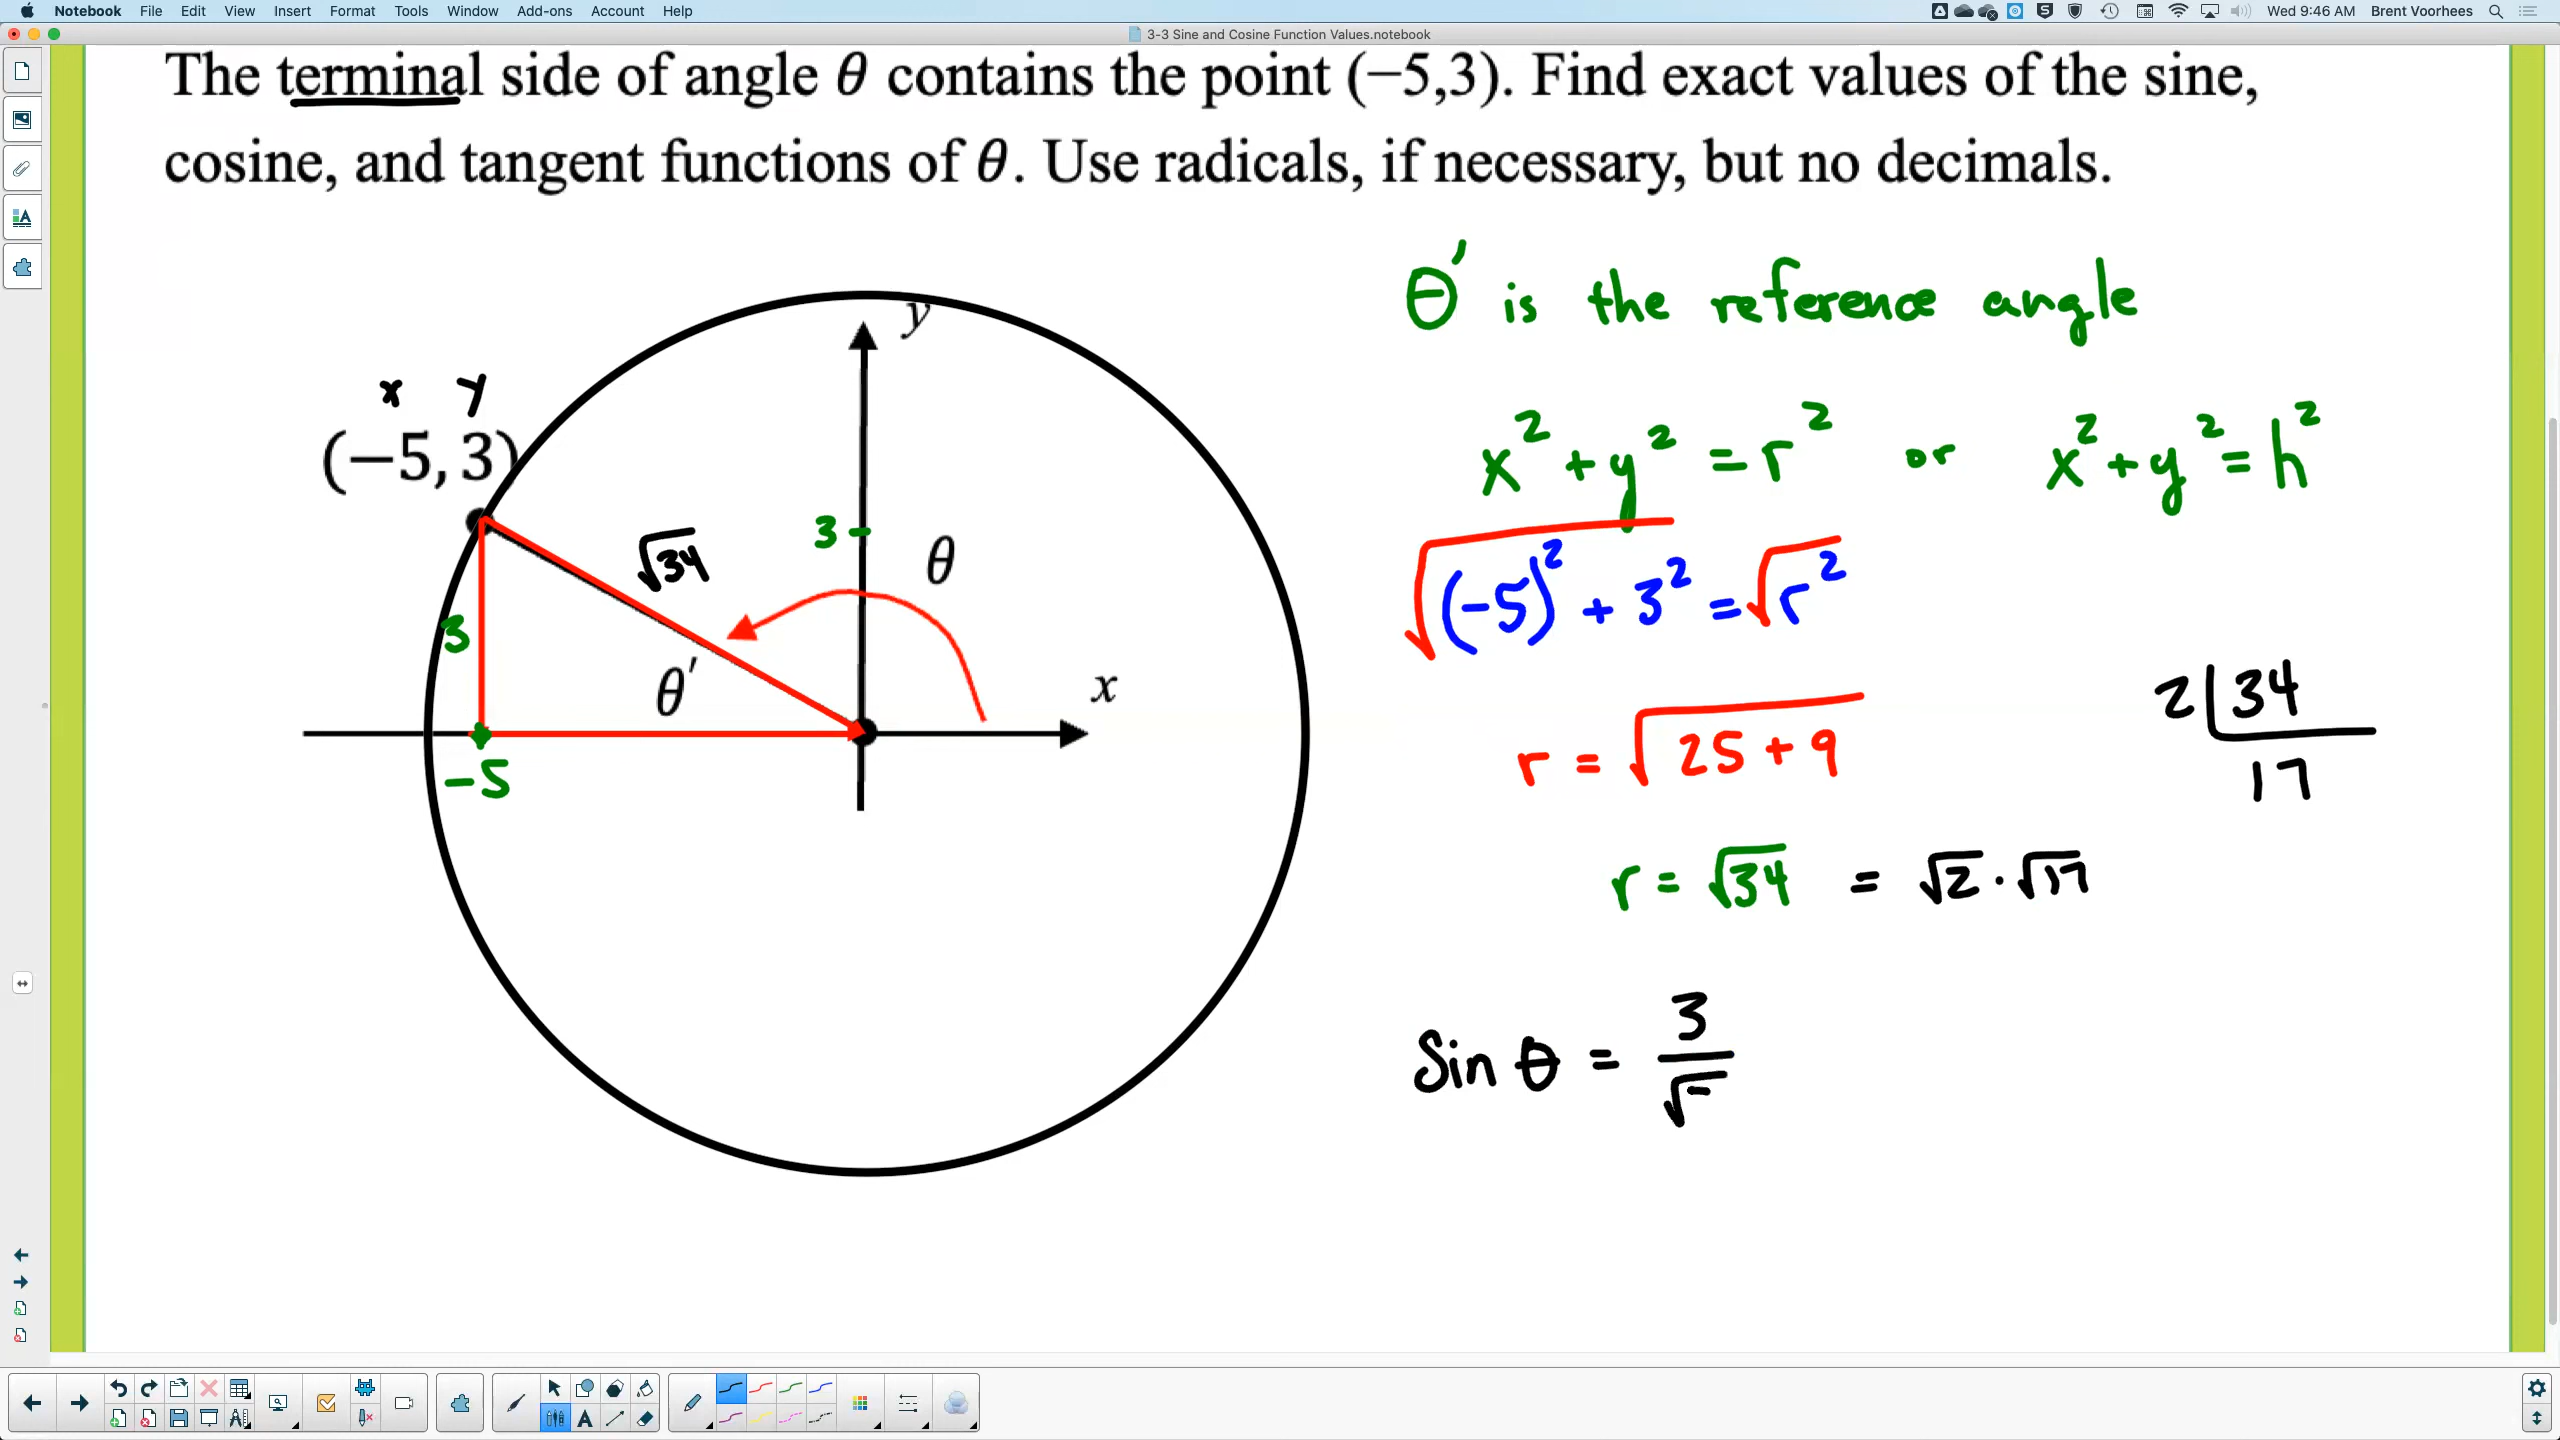 Notebook File Edit View Insert Format Tools Window Add-ons Account Help Wed 9:46 AM Brent Voorhees
3-3 Sine and Cosine Function Values.notebook
The terminal side of angle θ contains the point (−5,3). Find exact values of the sine,
cosine, and tangent functions of θ. Use radicals, if necessary, but no decimals.
θ' is the reference angle
y
x y
(−5, 3)
x² + y² = r² or x² + y² = h²
3
θ
√34
√(-5)² + 3² = √r²
3
θ′
x
-5
r = √25 + 9
2 34
17
r = √34 = √2 · √17
Sin θ = 3/√